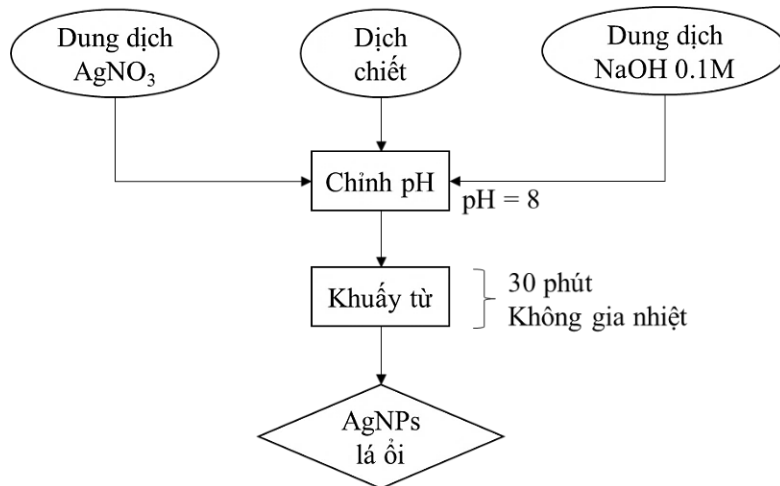 Dung dịch
AgNO₃
Dịch
chiết
Dung dịch
NaOH 0.1M
Chỉnh pH
pH = 8
Khuấy từ
30 phút
Không gia nhiệt
AgNPs
lá ổi